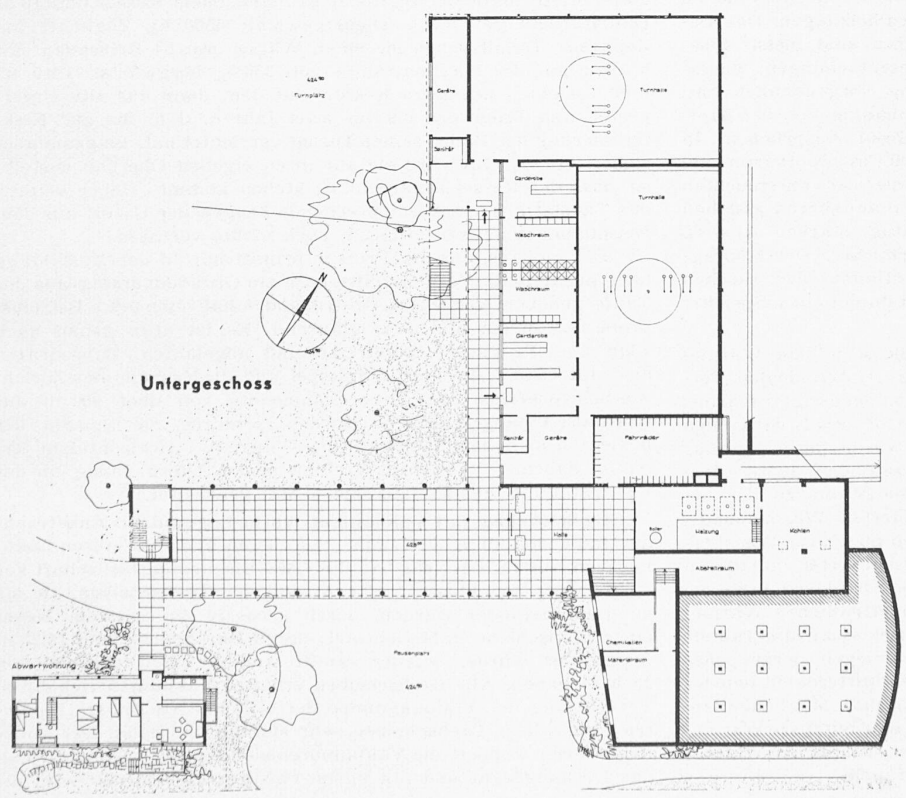 Turnplatz
Geräte
Turnhalle
Sanitär
Garderobe
Turnhalle
Waschraum
N
Waschraum
Garderobe
Untergeschoss
Sanitär
Geräte
Fahrräder
Halle
Boiler
Heizung
Kohlen
Abstellraum
Chemikalien
Materialraum
Pausenplatz
Abwartwohnung